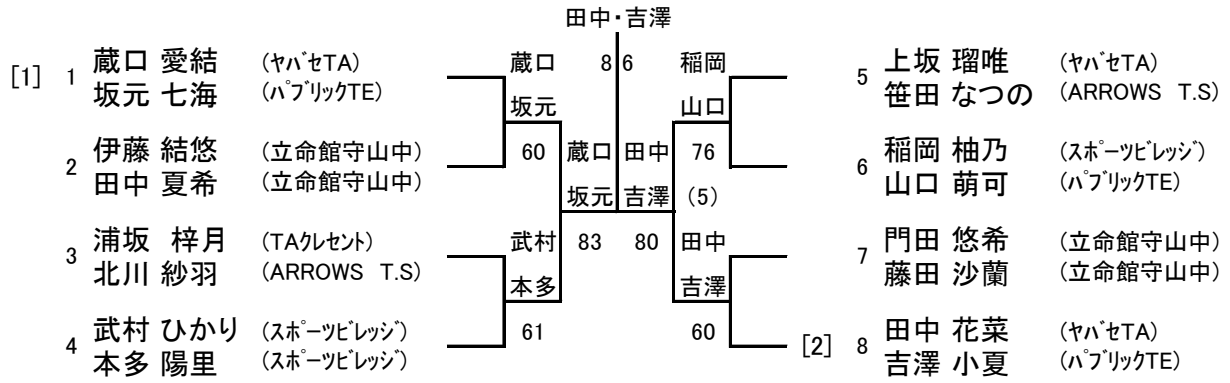 田中・吉澤
[1] 1 蔵口 愛結 (ヤバセTA)
坂元 七海 (パブリックTE)
2 伊藤 結悠 (立命館守山中)
田中 夏希 (立命館守山中)
3 浦坂 梓月 (TAクレセント)
北川 紗羽 (ARROWS T.S)
4 武村 ひかり (スポーツビレッジ)
本多 陽里 (スポーツビレッジ)
蔵口
坂元
60
武村
本多
61
蔵口
坂元
83
8 6
田中
吉澤
80
稲岡
山口
76
(5)
田中
吉澤
60
5 上坂 瑠唯 (ヤバセTA)
笹田 なつの (ARROWS T.S)
6 稲岡 柚乃 (スポーツビレッジ)
山口 萌可 (パブリックTE)
7 門田 悠希 (立命館守山中)
藤田 沙蘭 (立命館守山中)
[2] 8 田中 花菜 (ヤバセTA)
吉澤 小夏 (パブリックTE)